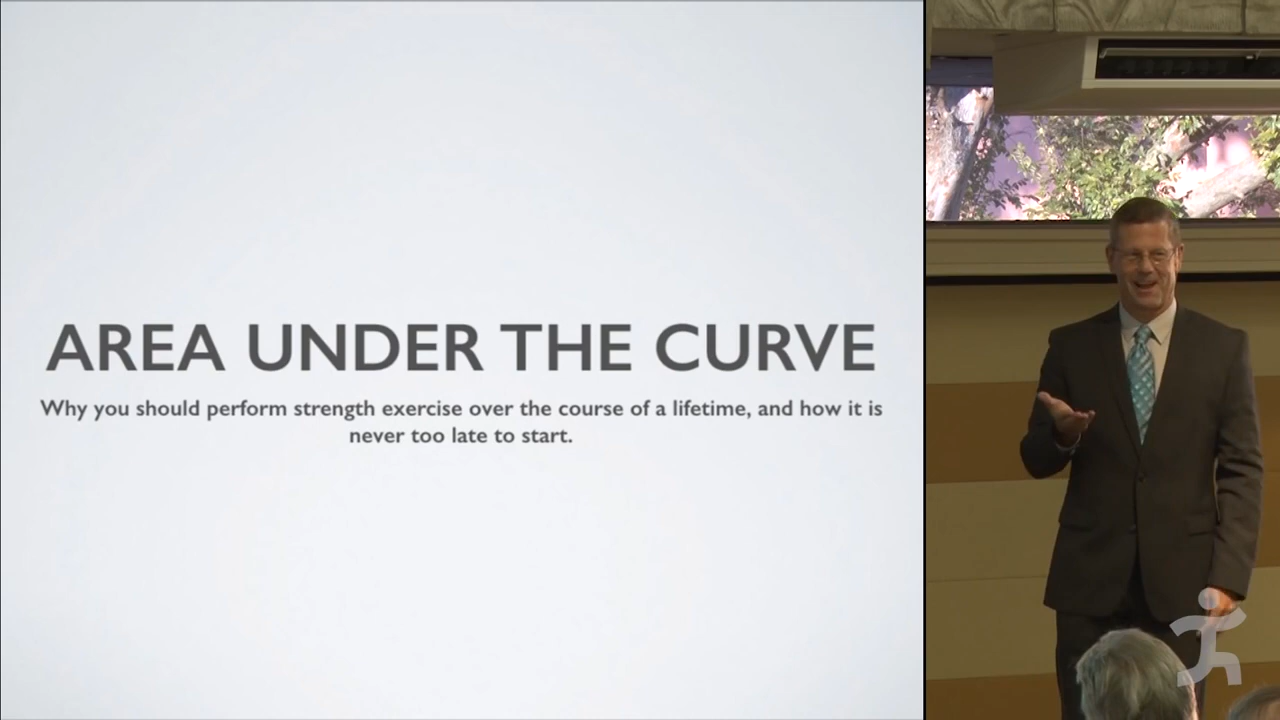 AREA UNDER THE CURVE
Why you should perform strength exercise over the course of a lifetime, and how it is
never too late to start.